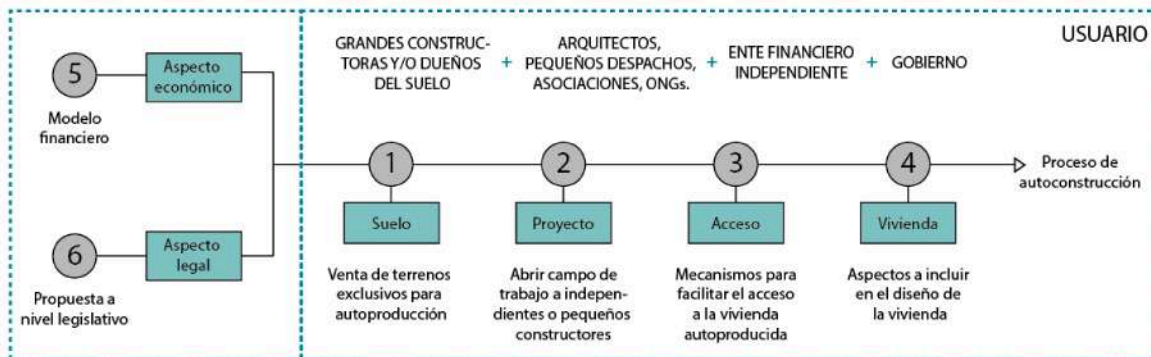 5
Aspecto
económico
Modelo
financiero
6
Aspecto
legal
Propuesta a
nivel legislativo
USUARIO
GRANDES CONSTRUC-
TORAS Y/O DUEÑOS
DEL SUELO
+
ARQUITECTOS,
PEQUEÑOS DESPACHOS,
ASOCIACIONES, ONGs.
+
ENTE FINANCIERO
INDEPENDIENTE
+
GOBIERNO
1
Suelo
Venta de terrenos
exclusivos para
autoproducción
2
Proyecto
Abrir campo de
trabajo a indepen-
dientes o pequeños
constructores
3
Acceso
Mecanismos para
facilitar el acceso
a la vivienda
autoproducida
4
Vivienda
Aspectos a incluir
en el diseño de
la vivienda
Proceso de
autoconstrucción